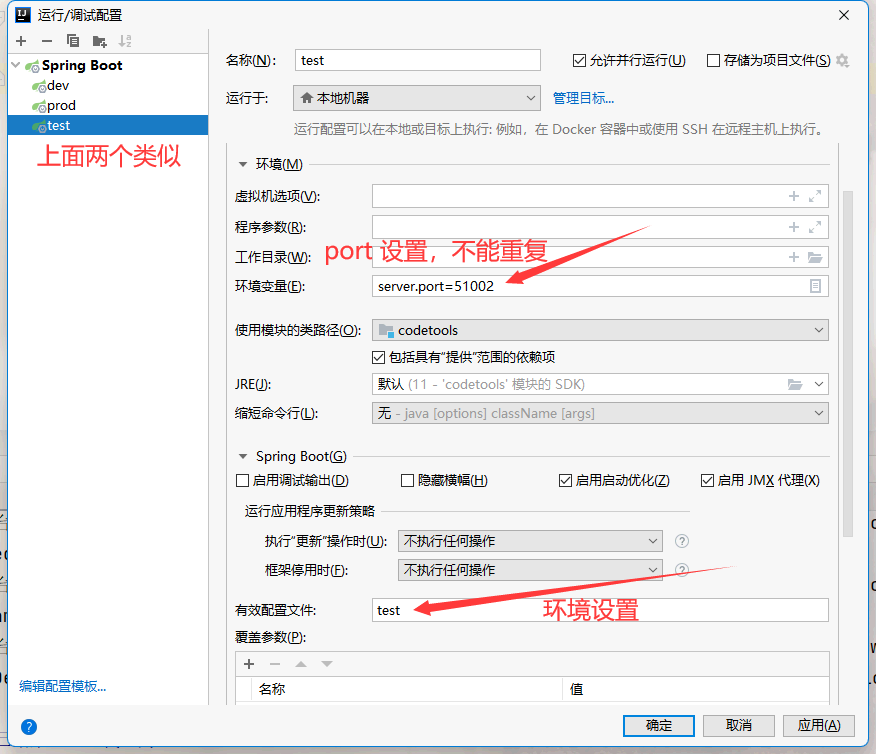 运行/调试配置
名称(N):
test
允许并行运行(U)
存储为项目文件(S)
Spring Boot
dev
prod
test
上面两个类似
运行于:
本地机器
管理目标...
运行配置可以在本地或目标上执行: 例如，在 Docker 容器中或使用 SSH 在远程主机上执行。
环境(M)
虚拟机选项(V):
程序参数(R):
工作目录(W):
port 设置，不能重复
环境变量(E):
server.port=51002
使用模块的类路径(O):
codetools
包括具有“提供”范围的依赖项
JRE(J):
默认 (11 - 'codetools' 模块的 SDK)
缩短命令行(L):
无 - java [options] className [args]
Spring Boot(G)
启用调试输出(D)
隐藏横幅(H)
启用启动优化(Z)
启用 JMX 代理(X)
运行应用程序更新策略
执行“更新”操作时(U):
不执行任何操作
框架停用时(F):
不执行任何操作
有效配置文件:
test
环境设置
覆盖参数(P):
名称
值
编辑配置模板...
确定
取消
应用(A)